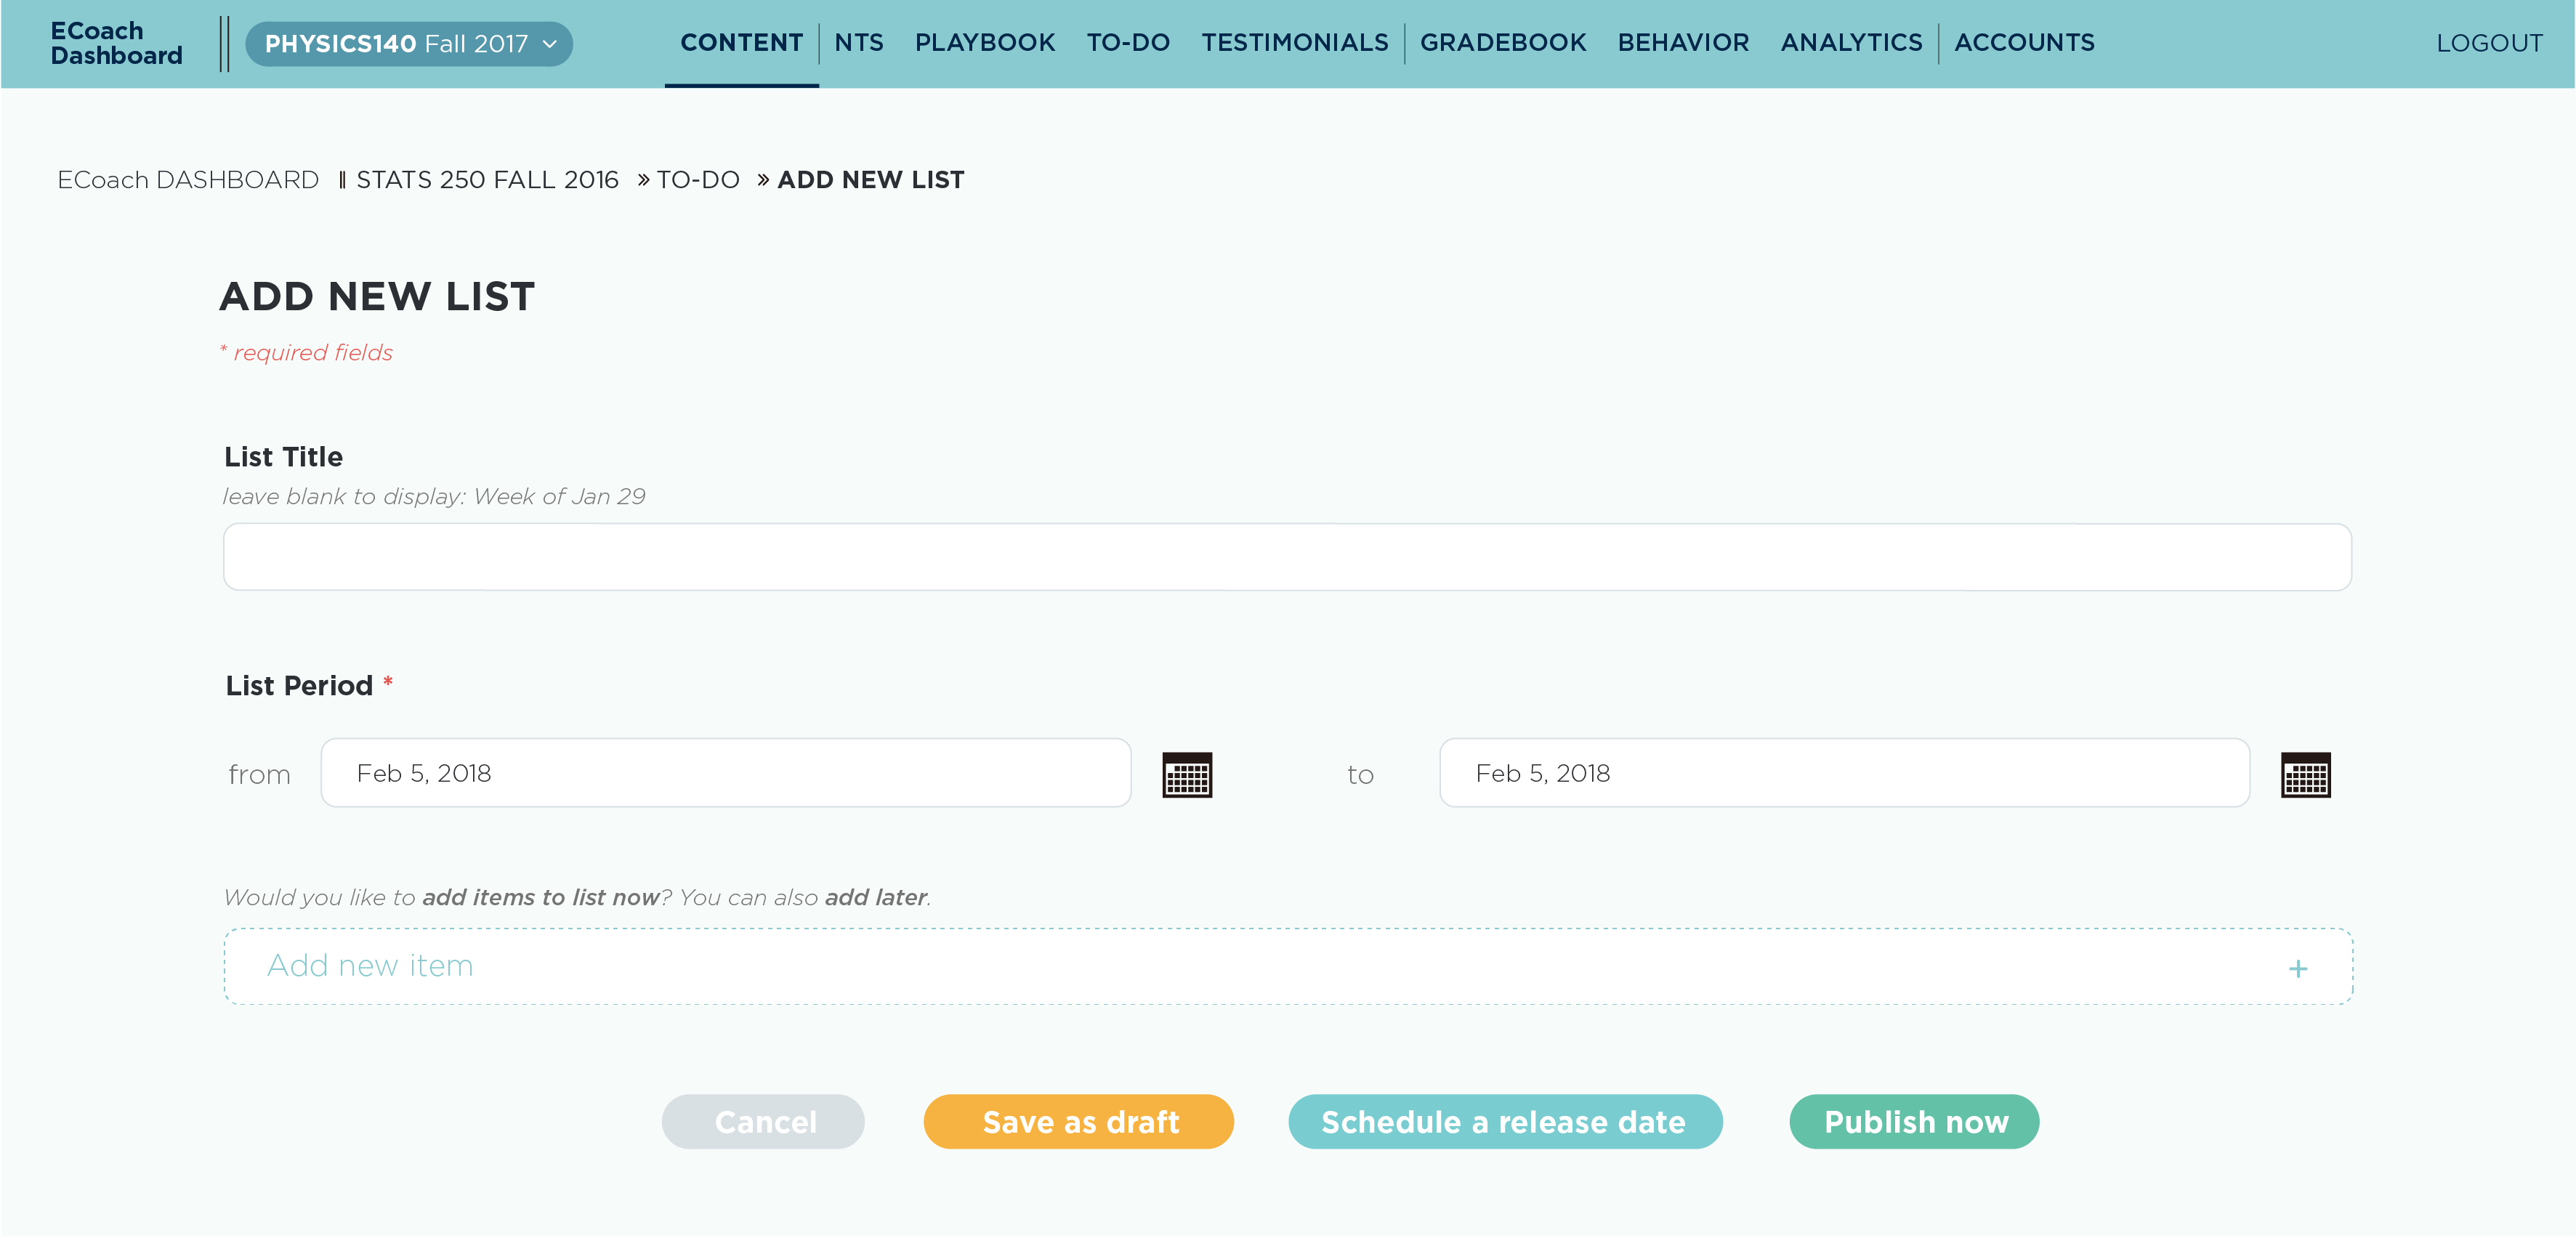 ECoach
Dashboard
PHYSICS140 Fall 2017
CONTENT NTS PLAYBOOK TO-DO TESTIMONIALS GRADEBOOK BEHAVIOR ANALYTICS ACCOUNTS LOGOUT
ECoach DASHBOARD || STATS 250 FALL 2016 » TO-DO » ADD NEW LIST
ADD NEW LIST
* required fields
List Title
leave blank to display: Week of Jan 29
List Period *
from Feb 5, 2018 to Feb 5, 2018
Would you like to add items to list now? You can also add later.
Add new item +
Cancel Save as draft Schedule a release date Publish now